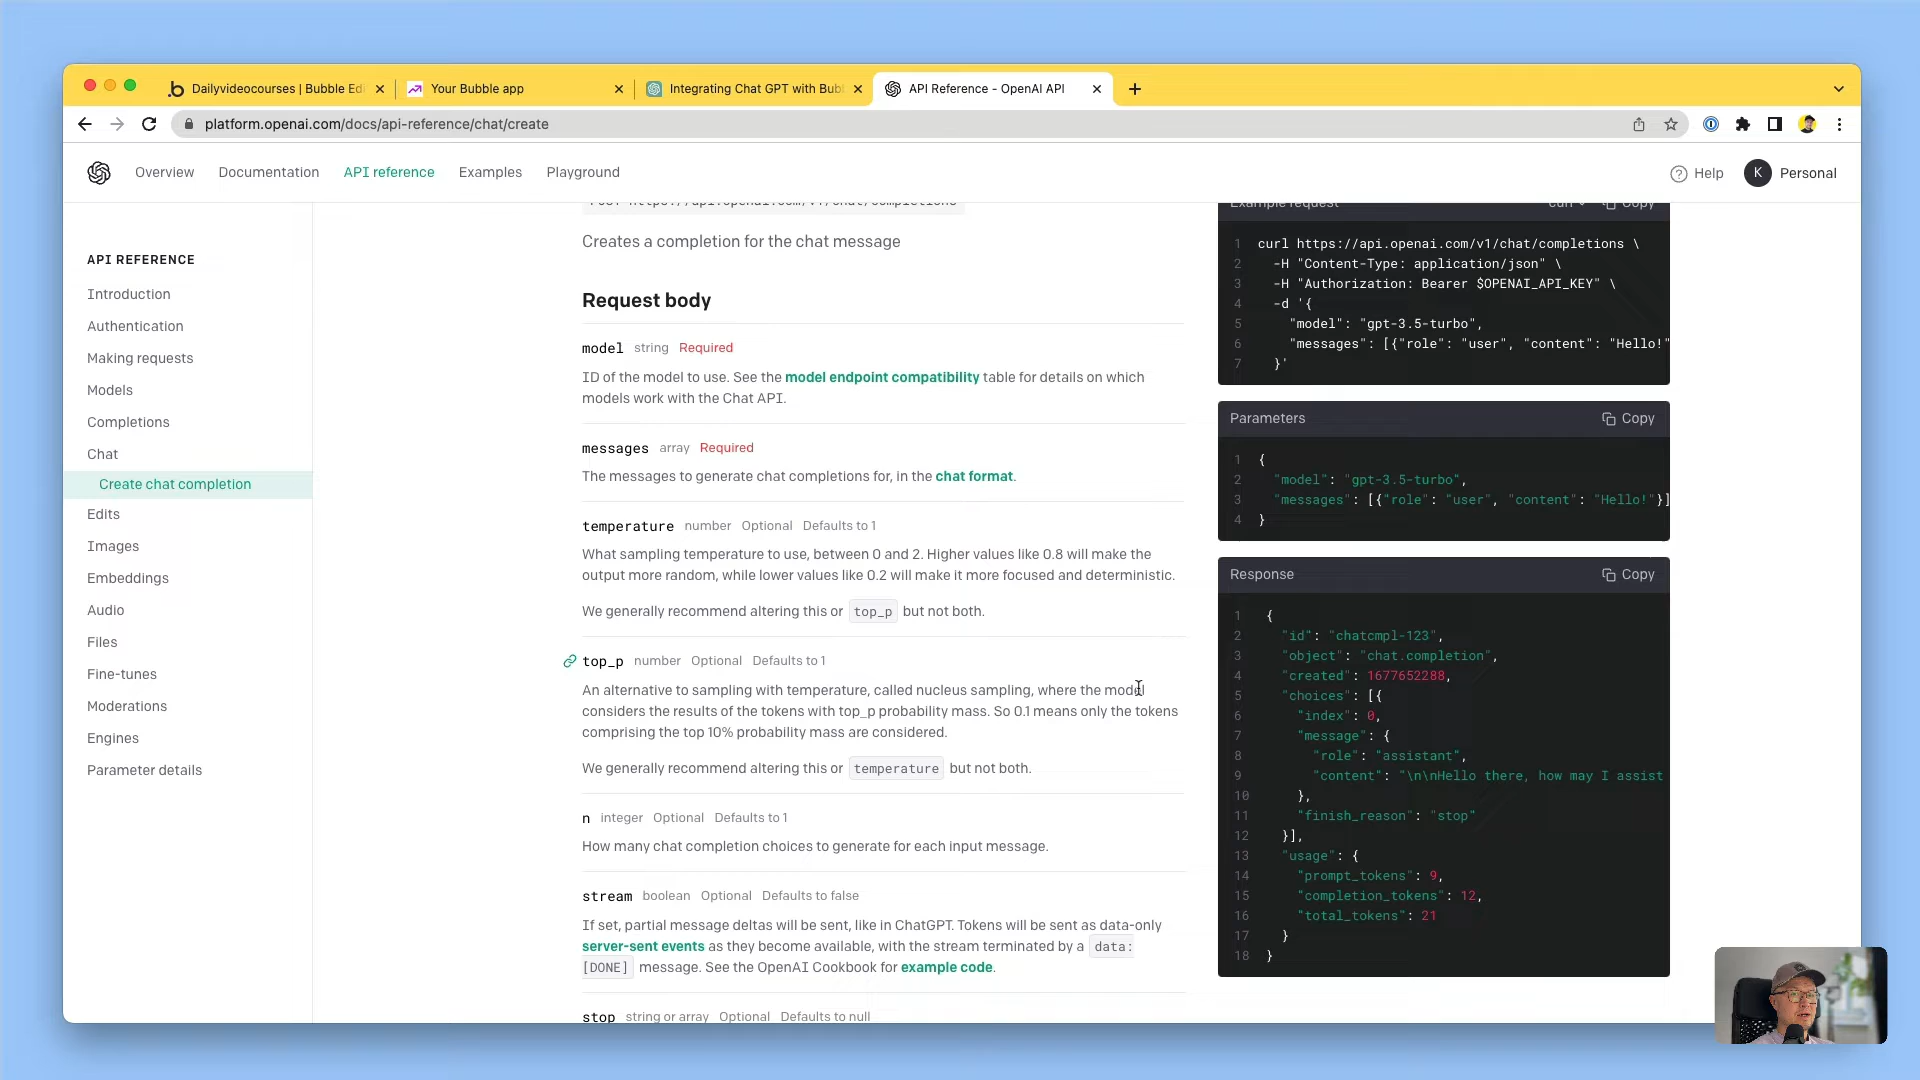 Dailyvideocourses | Bubble Ed
Your Bubble app
Integrating Chat GPT with Bub
API Reference - OpenAI API
platform.openai.com/docs/api-reference/chat/create
Overview
Documentation
API reference
Examples
Playground
Help
K
Personal
API REFERENCE
Introduction
Authentication
Making requests
Models
Completions
Chat
Create chat completion
Edits
Images
Embeddings
Audio
Files
Fine-tunes
Moderations
Engines
Parameter details
POST https://api.openai.com/v1/chat/completions
Creates a completion for the chat message
Request body
model string Required
ID of the model to use. See the model endpoint compatibility table for details on which
models work with the Chat API.
messages array Required
The messages to generate chat completions for, in the chat format.
temperature number Optional Defaults to 1
What sampling temperature to use, between 0 and 2. Higher values like 0.8 will make the
output more random, while lower values like 0.2 will make it more focused and deterministic.
We generally recommend altering this or top_p but not both.
top_p number Optional Defaults to 1
An alternative to sampling with temperature, called nucleus sampling, where the model
considers the results of the tokens with top_p probability mass. So 0.1 means only the tokens
comprising the top 10% probability mass are considered.
We generally recommend altering this or temperature but not both.
n integer Optional Defaults to 1
How many chat completion choices to generate for each input message.
stream boolean Optional Defaults to false
If set, partial message deltas will be sent, like in ChatGPT. Tokens will be sent as data-only
server-sent events as they become available, with the stream terminated by a data:
[DONE] message. See the OpenAI Cookbook for example code.
stop string or array Optional Defaults to null
Example request curl Copy
1 curl https://api.openai.com/v1/chat/completions \
2 -H "Content-Type: application/json" \
3 -H "Authorization: Bearer $OPENAI_API_KEY" \
4 -d '{
5 "model": "gpt-3.5-turbo",
6 "messages": [{"role": "user", "content": "Hello!"
7 }'
Parameters Copy
1 {
2 "model": "gpt-3.5-turbo",
3 "messages": [{"role": "user", "content": "Hello!"}]
4 }
Response Copy
1 {
2 "id": "chatcmpl-123",
3 "object": "chat.completion",
4 "created": 1677652288,
5 "choices": [{
6 "index": 0,
7 "message": {
8 "role": "assistant",
9 "content": "\n\nHello there, how may I assist
10 },
11 "finish_reason": "stop"
12 }],
13 "usage": {
14 "prompt_tokens": 9,
15 "completion_tokens": 12,
16 "total_tokens": 21
17 }
18 }